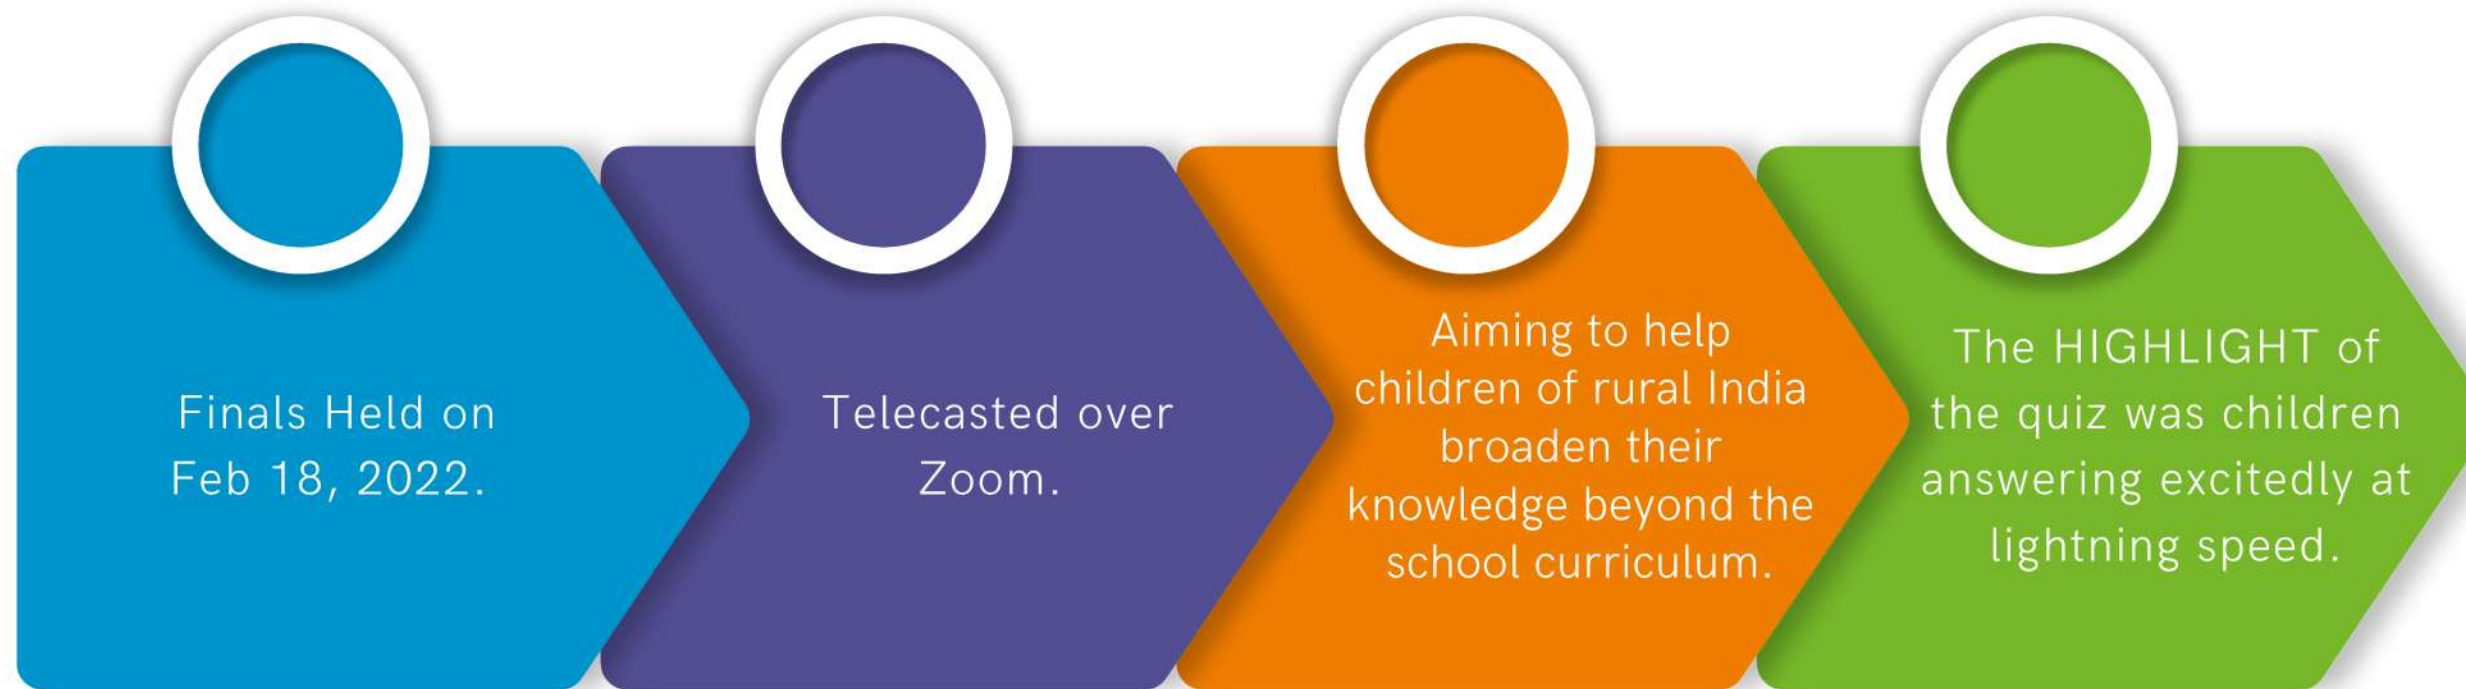 Finals Held on
Feb 18, 2022.
Telecasted over
Zoom.
Aiming to help
children of rural India
broaden their
knowledge beyond the
school curriculum.
The HIGHLIGHT of
the quiz was children
answering excitedly at
lightning speed.